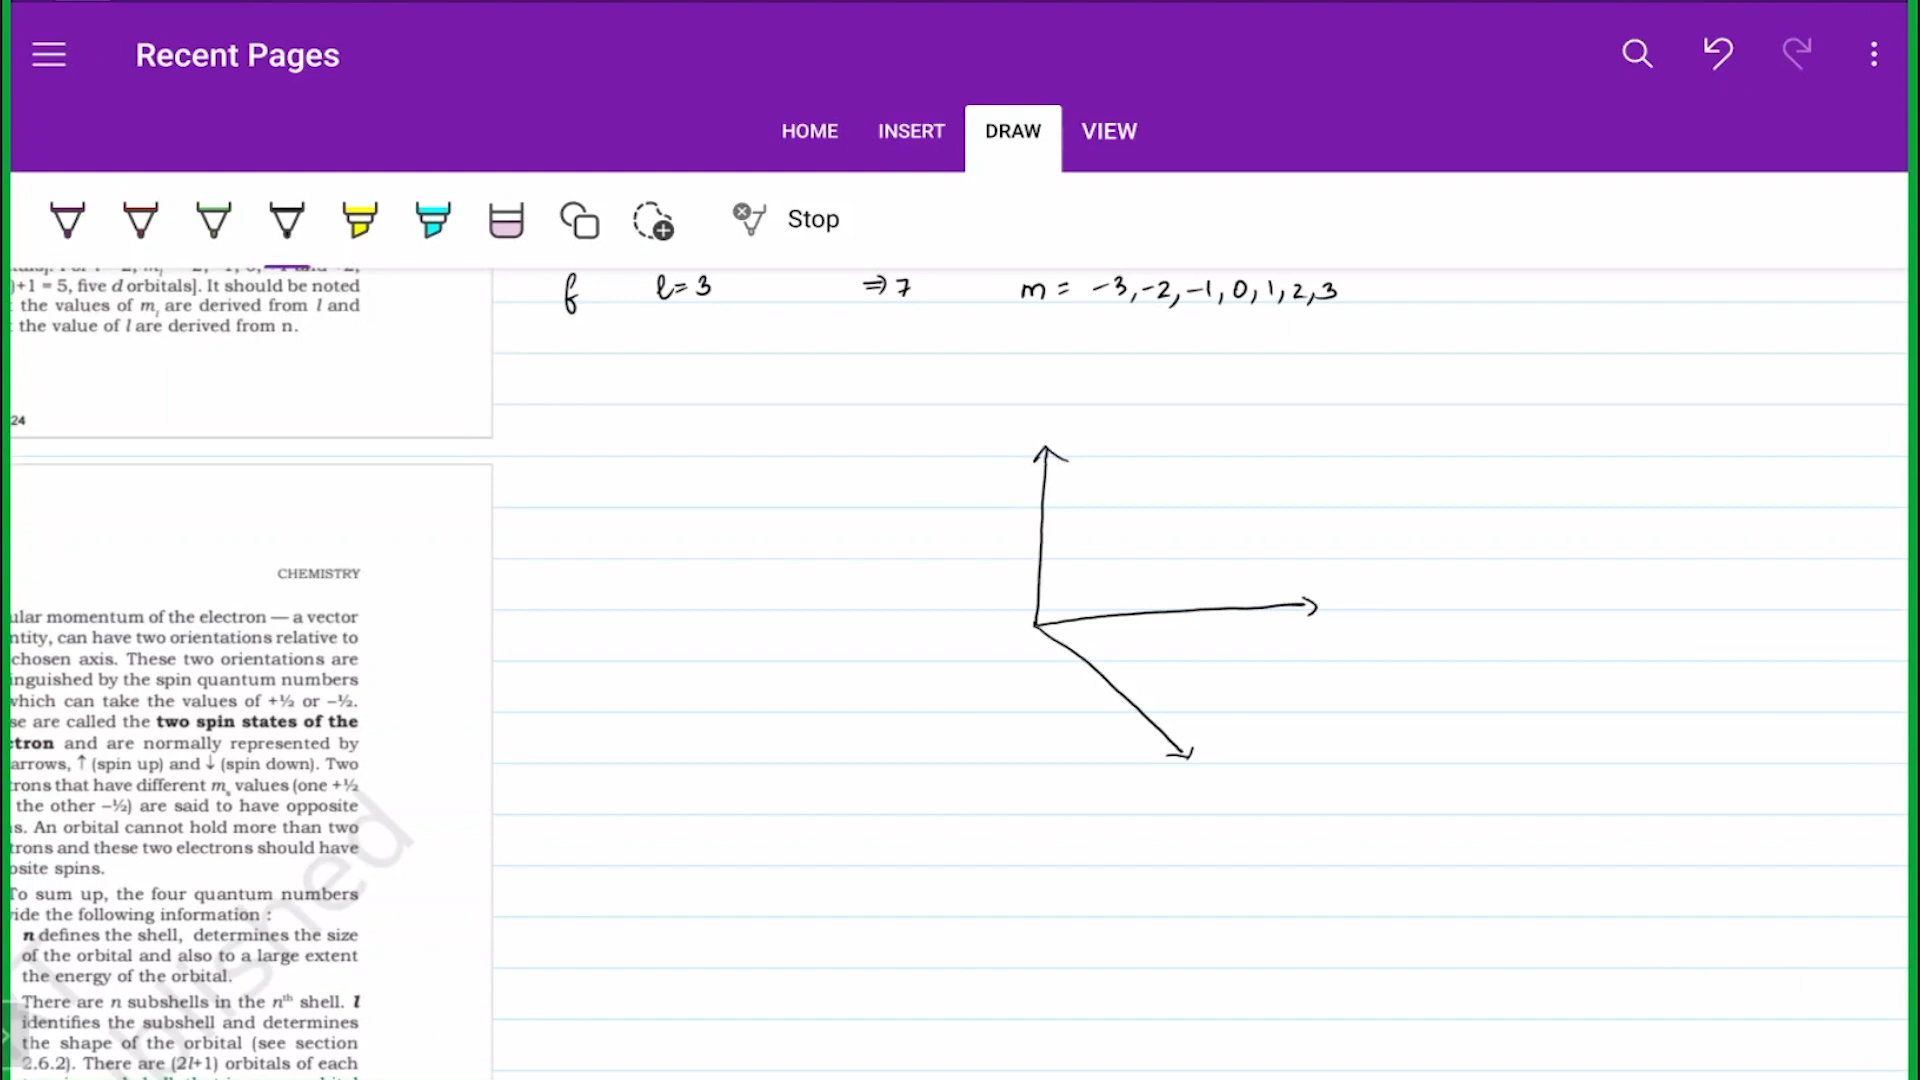 Recent Pages
HOME INSERT DRAW VIEW
Stop
)+1 = 5, five d orbitals]. It should be noted
the values of mₗ are derived from l and
the value of l are derived from n.
24
f l = 3 ⇒ 7 m = -3, -2, -1, 0, 1, 2, 3
CHEMISTRY
ular momentum of the electron — a vector
ntity, can have two orientations relative to
chosen axis. These two orientations are
inguished by the spin quantum numbers
which can take the values of +½ or –½.
se are called the two spin states of the
ctron and are normally represented by
arrows, ↑ (spin up) and ↓ (spin down). Two
trons that have different mₛ values (one +½
the other –½) are said to have opposite
s. An orbital cannot hold more than two
trons and these two electrons should have
posite spins.
To sum up, the four quantum numbers
vide the following information :
n defines the shell, determines the size
of the orbital and also to a large extent
the energy of the orbital.
There are n subshells in the nᵗʰ shell. l
identifies the subshell and determines
the shape of the orbital (see section
2.6.2). There are (2l+1) orbitals of each